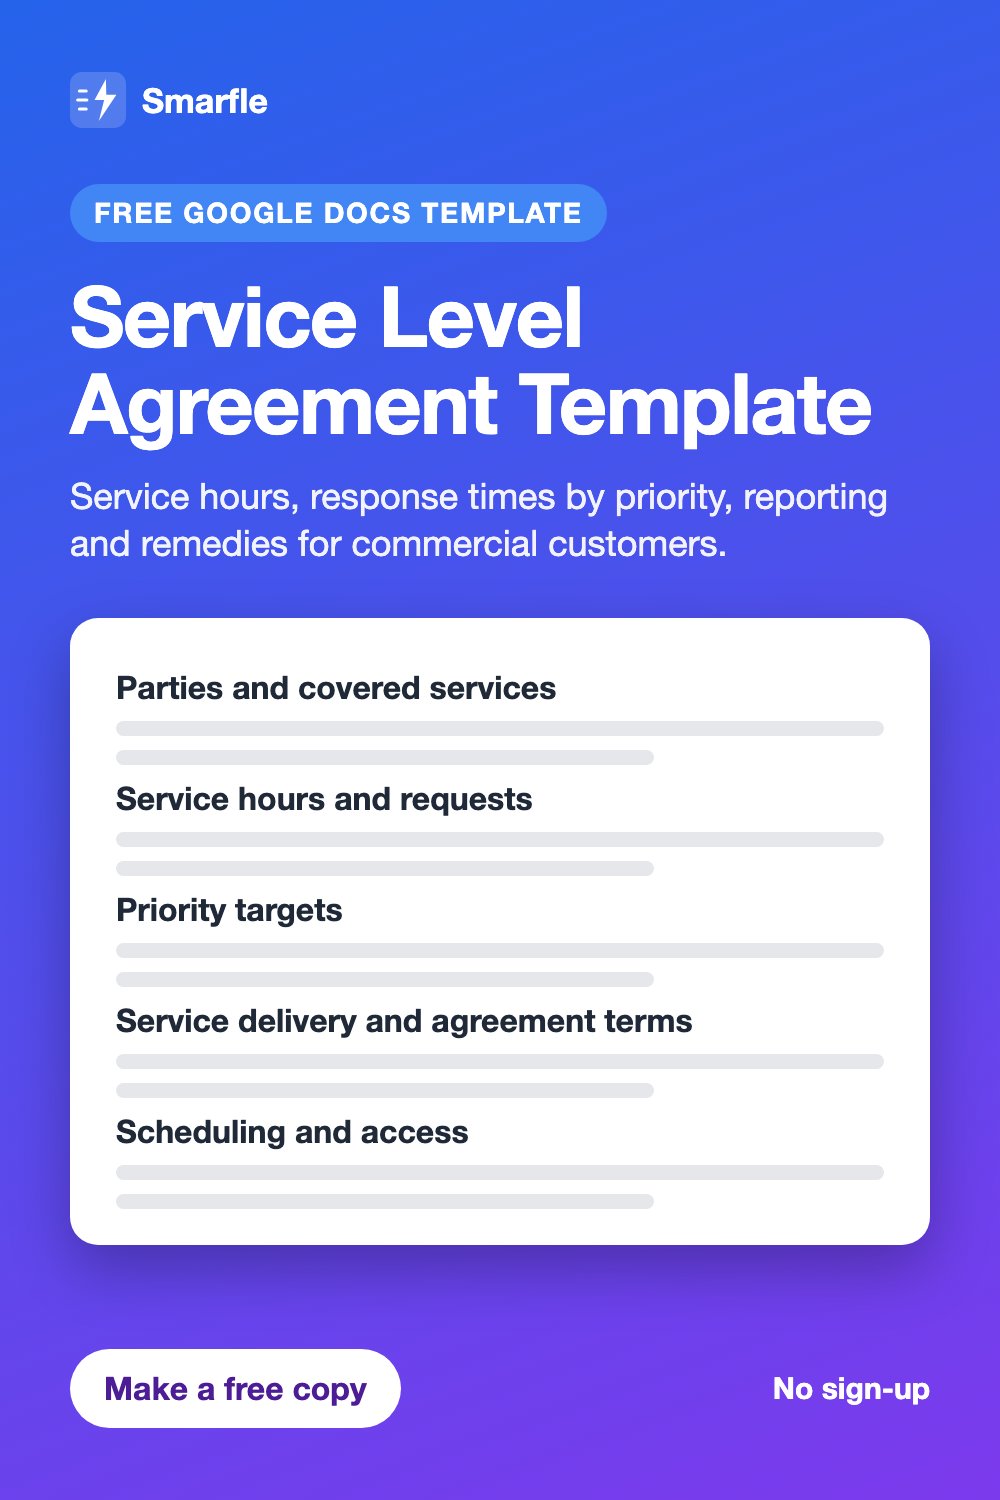 Smarfle
FREE GOOGLE DOCS TEMPLATE
Service Level
Agreement Template
Service hours, response times by priority, reporting
and remedies for commercial customers.
Parties and covered services
Service hours and requests
Priority targets
Service delivery and agreement terms
Scheduling and access
Make a free copy
No sign-up